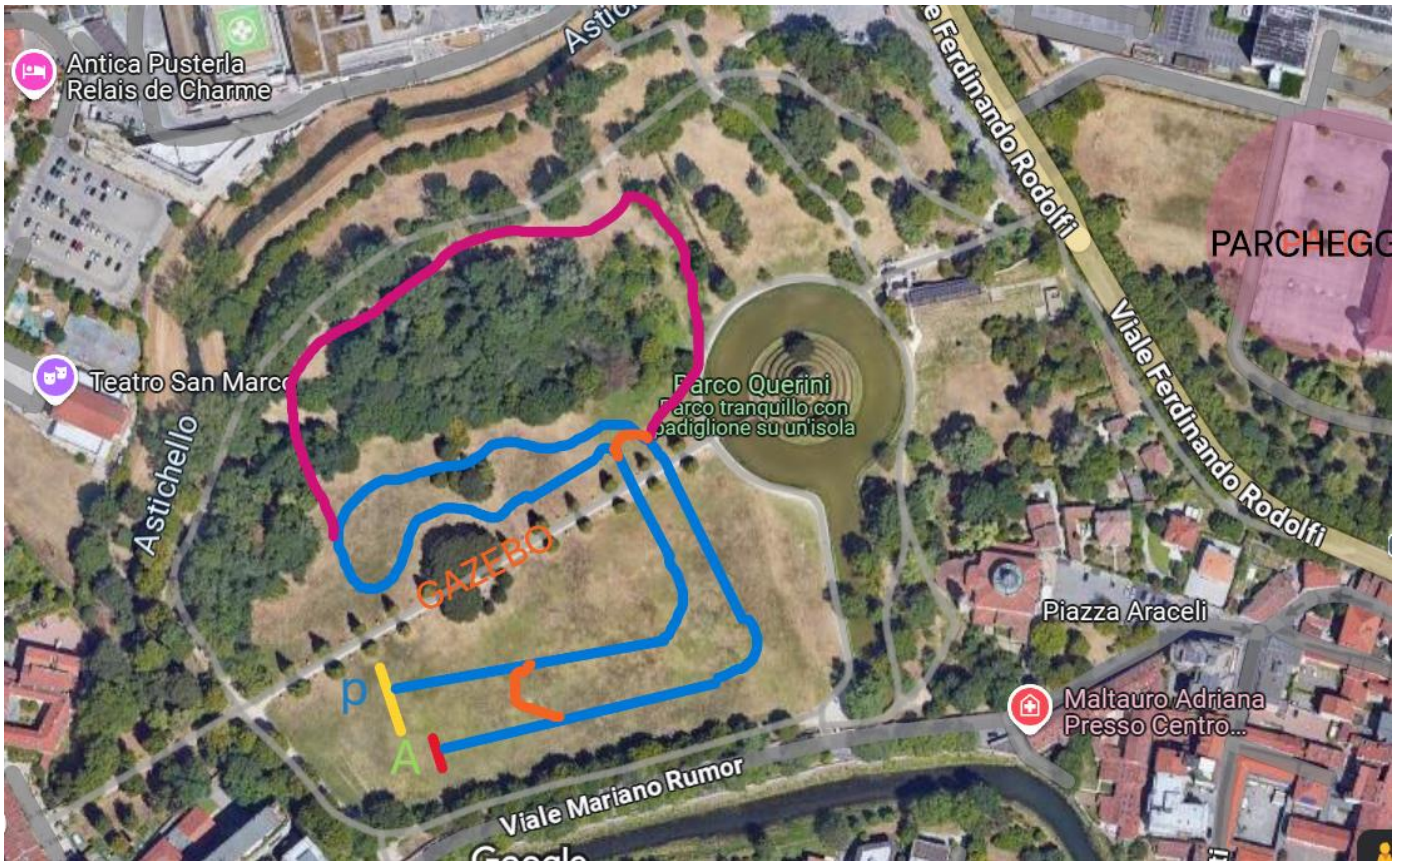 Astichel
e Ferdinando Rodolfi
Antica Pusterla
Relais de Charme
PARCHEGG
Viale Ferdinando Rodolfi
Teatro San Marco
Parco Querini
Parco tranquillo con
padiglione su un'isola
Astichello
GAZEBO
Piazza Araceli
p
A
Maltauro Adriana
Presso Centro...
Viale Mariano Rumor
Google